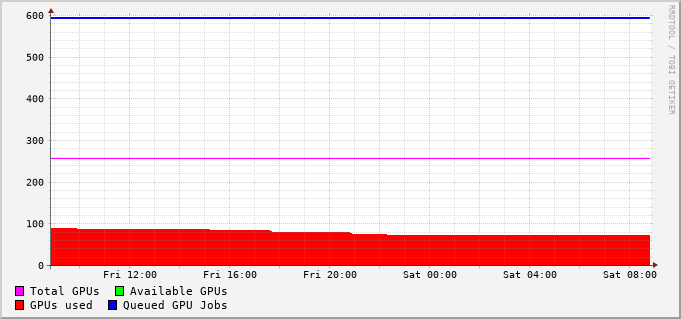 RRDTOOL / TOBI OETIKER
600
500
400
300
200
100
0
Fri 12:00 Fri 16:00 Fri 20:00 Sat 00:00 Sat 04:00 Sat 08:00
Total GPUs Available GPUs
GPUs used Queued GPU Jobs